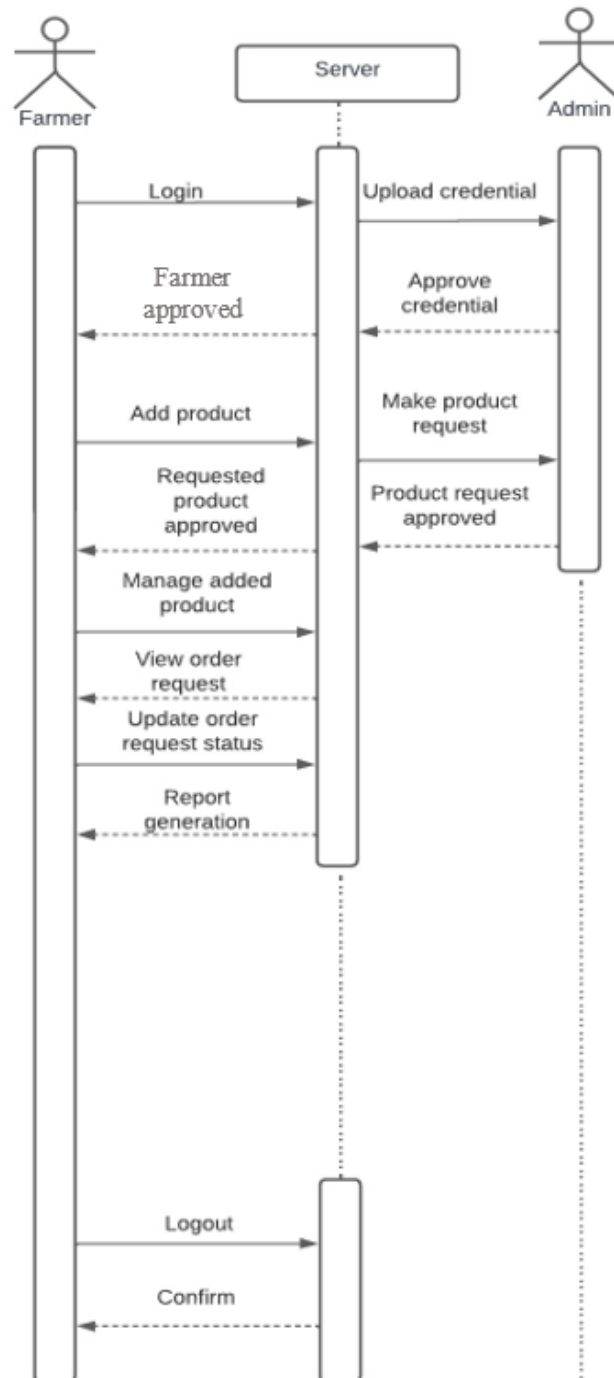 Server
Farmer
Admin
Login
Upload credential
Farmer
approved
Approve
credential
Add product
Make product
request
Requested
product
approved
Product request
approved
Manage added
product
View order
request
Update order
request status
Report
generation
Logout
Confirm